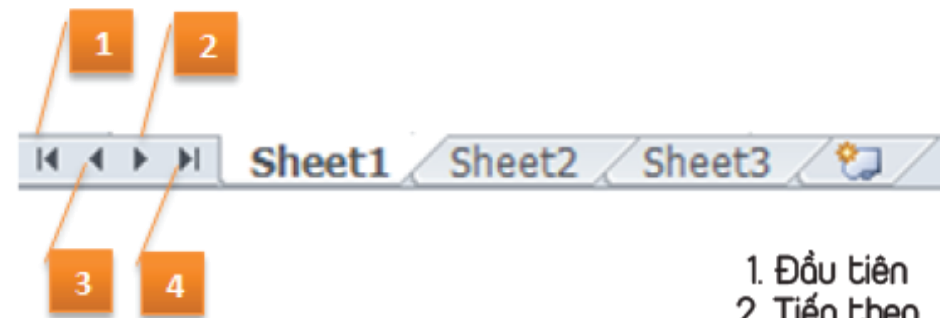 1 2
Sheet1 Sheet2 Sheet3
3 4
1. Đầu tiên
2. Tiếp theo